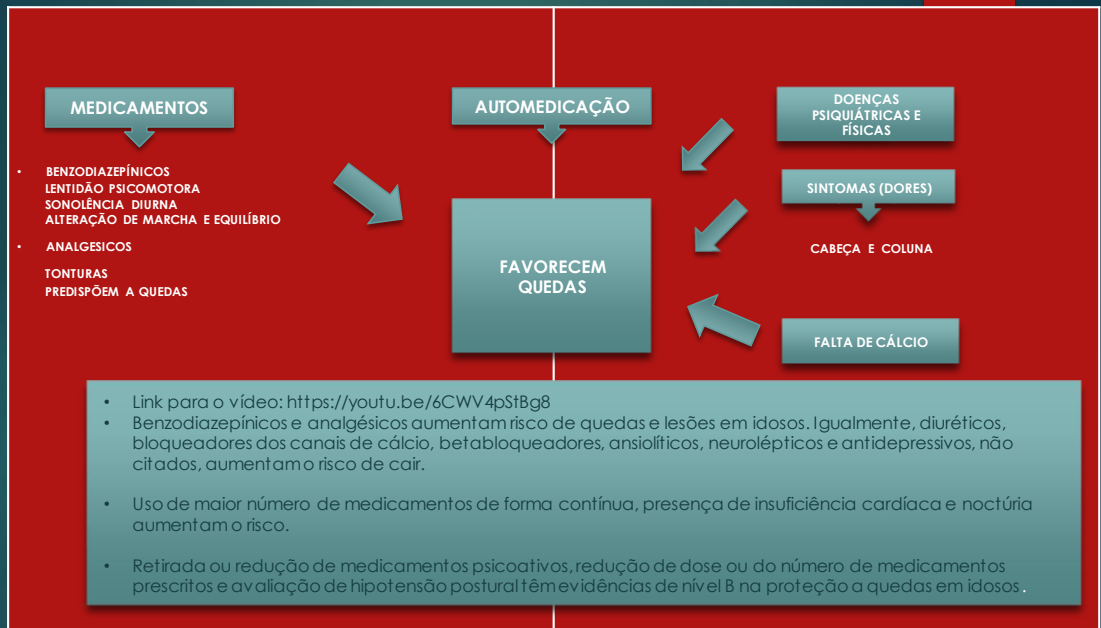 MEDICAMENTOS
• BENZODIAZEPÍNICOS
LENTIDÃO PSICOMOTORA
SONOLÊNCIA DIURNA
ALTERAÇÃO DE MARCHA E EQUILÍBRIO
• ANALGESICOS
TONTURAS
PREDISPÕEM A QUEDAS
AUTOMEDICAÇÃO
FAVORECEM
QUEDAS
DOENÇAS
PSIQUIÁTRICAS E
FÍSICAS
SINTOMAS (DORES)
CABEÇA E COLUNA
FALTA DE CÁLCIO
• Link para o vídeo: https://youtu.be/6CWV4pStBg8
• Benzodiazepínicos e analgésicos aumentam risco de quedas e lesões em idosos. Igualmente, diuréticos,
bloqueadores dos canais de cálcio, betabloqueadores, ansiolíticos, neurolépticos e antidepressivos, não
citados, aumentam o risco de cair.
• Uso de maior número de medicamentos de forma contínua, presença de insuficiência cardíaca e noctúria
aumentam o risco.
• Retirada ou redução de medicamentos psicoativos, redução de dose ou do número de medicamentos
prescritos e avaliação de hipotensão postural têm evidências de nível B na proteção a quedas em idosos.